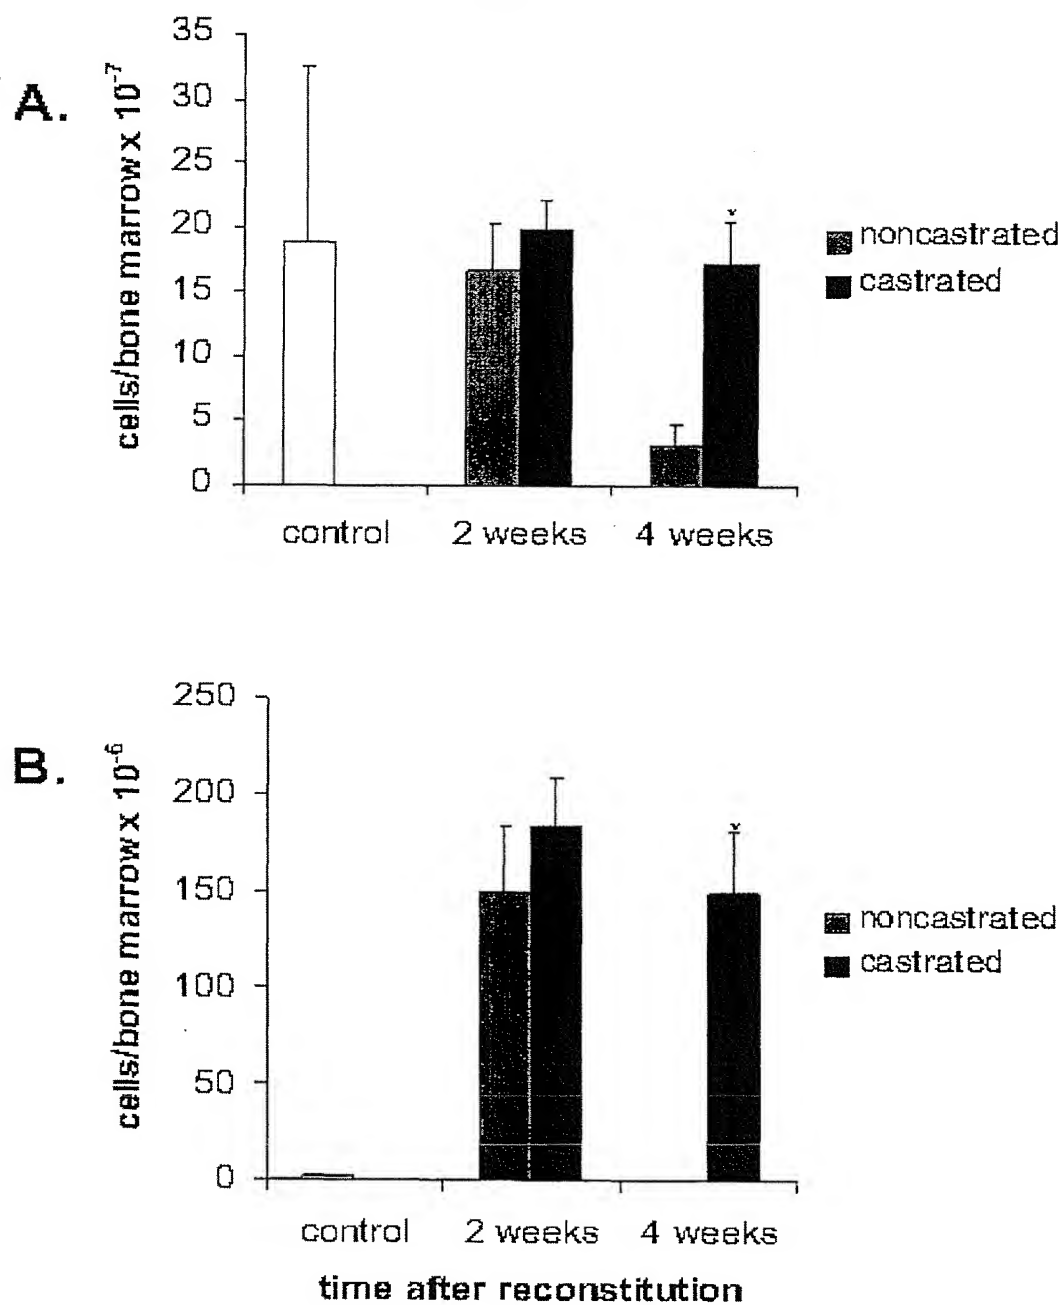 A.
cells/bone marrow x 10-7
35
30
25
20
15
10
5
0
control 2 weeks 4 weeks
*
noncastrated
castrated
B.
cells/bone marrow x 10-6
250
200
150
100
50
0
control 2 weeks 4 weeks
*
noncastrated
castrated
time after reconstitution